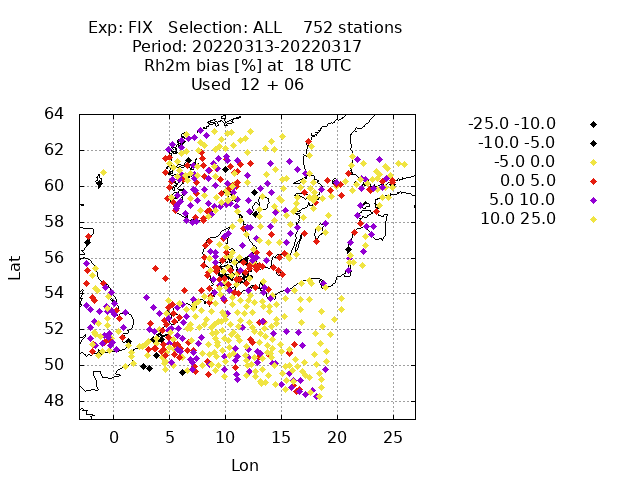 Exp: FIX   Selection: ALL    752 stations
Period: 20220313-20220317
Rh2m bias [%] at  18 UTC
Used  12 + 06
64
62
60
58
56
54
52
50
48
Lat
0 5 10 15 20 25
Lon
-25.0 -10.0
-10.0 -5.0
-5.0 0.0
0.0 5.0
5.0 10.0
10.0 25.0